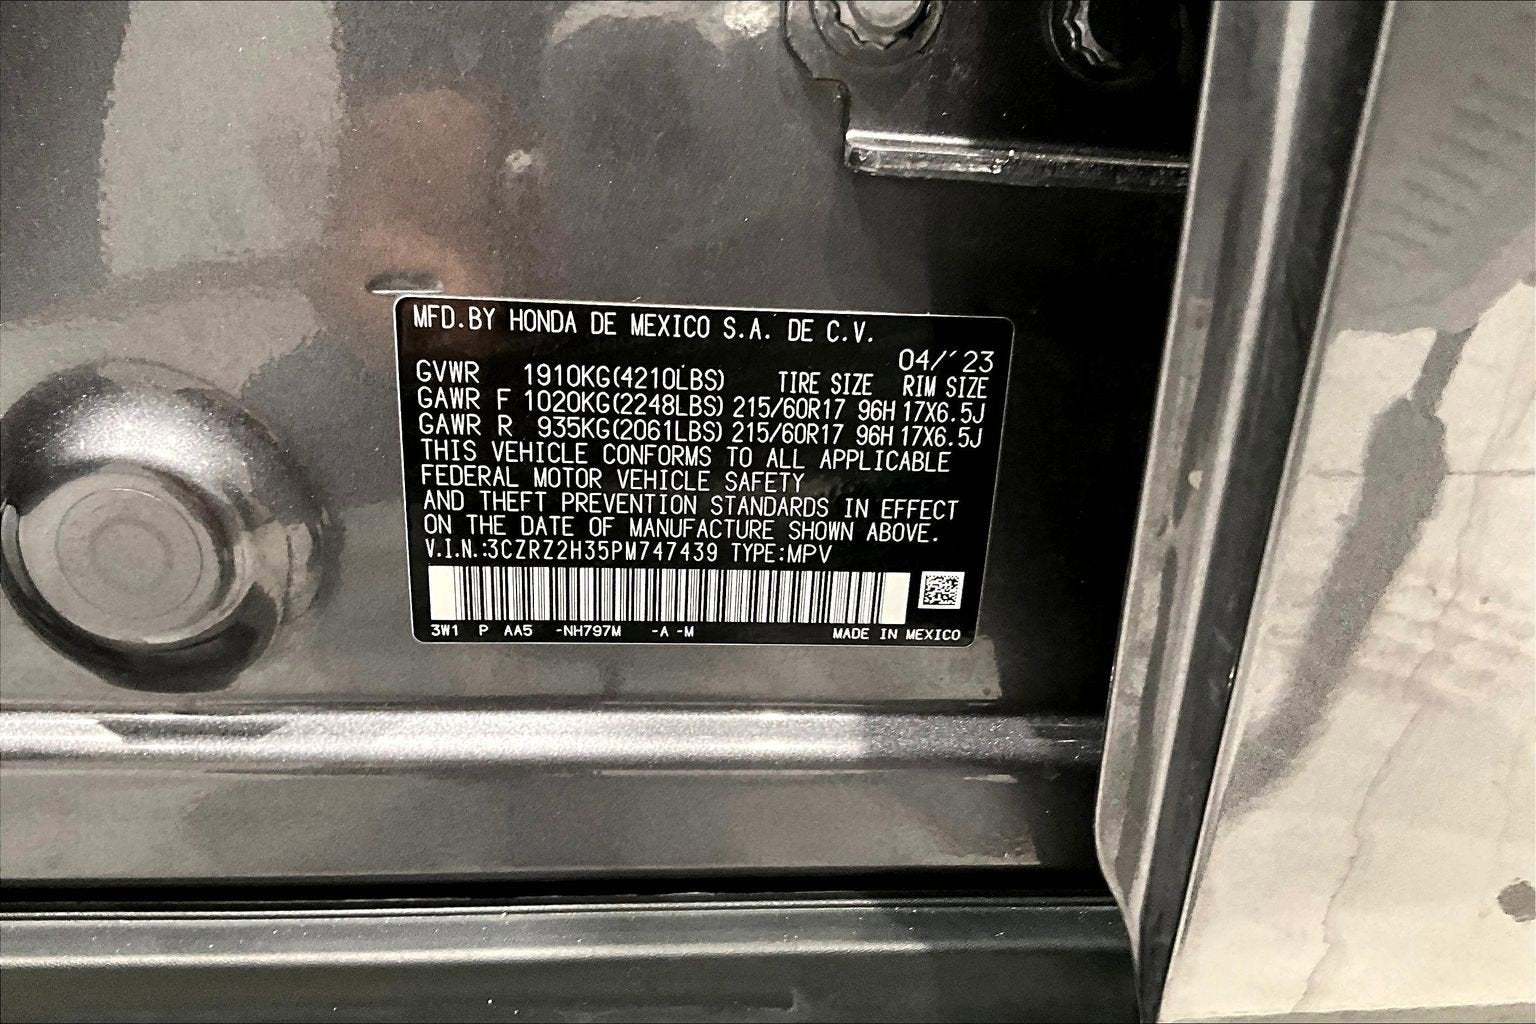 MFD.BY HONDA DE MEXICO S.A. DE C.V.
04/'23
GVWR 1910KG(4210LBS) TIRE SIZE RIM SIZE
GAWR F 1020KG(2248LBS) 215/60R17 96H 17X6.5J
GAWR R 935KG(2061LBS) 215/60R17 96H 17X6.5J
THIS VEHICLE CONFORMS TO ALL APPLICABLE
FEDERAL MOTOR VEHICLE SAFETY
AND THEFT PREVENTION STANDARDS IN EFFECT
ON THE DATE OF MANUFACTURE SHOWN ABOVE.
V.I.N.:3CZRZ2H35PM747439 TYPE:MPV
3W1 P AA5 -NH797M -A -M MADE IN MEXICO